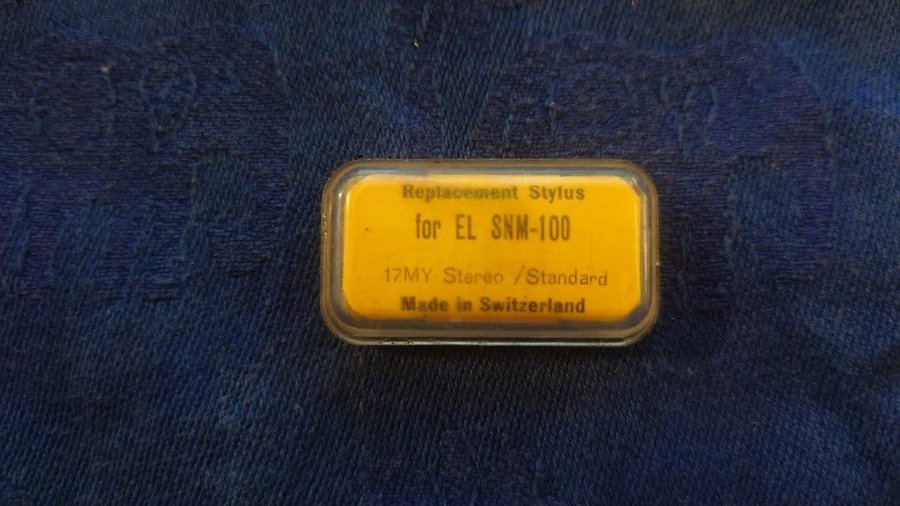 Replacement Stylus
for EL SNM-100
17MY Stereo /Standard
Made in Switzerland